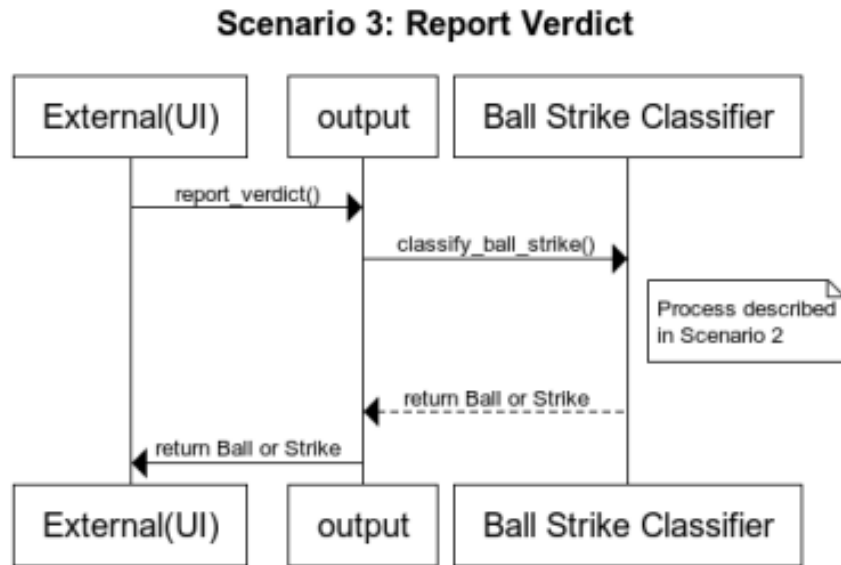 Scenario 3: Report Verdict
External(UI)
output
Ball Strike Classifier
report_verdict()
classify_ball_strike()
Process described
in Scenario 2
return Ball or Strike
return Ball or Strike
External(UI)
output
Ball Strike Classifier